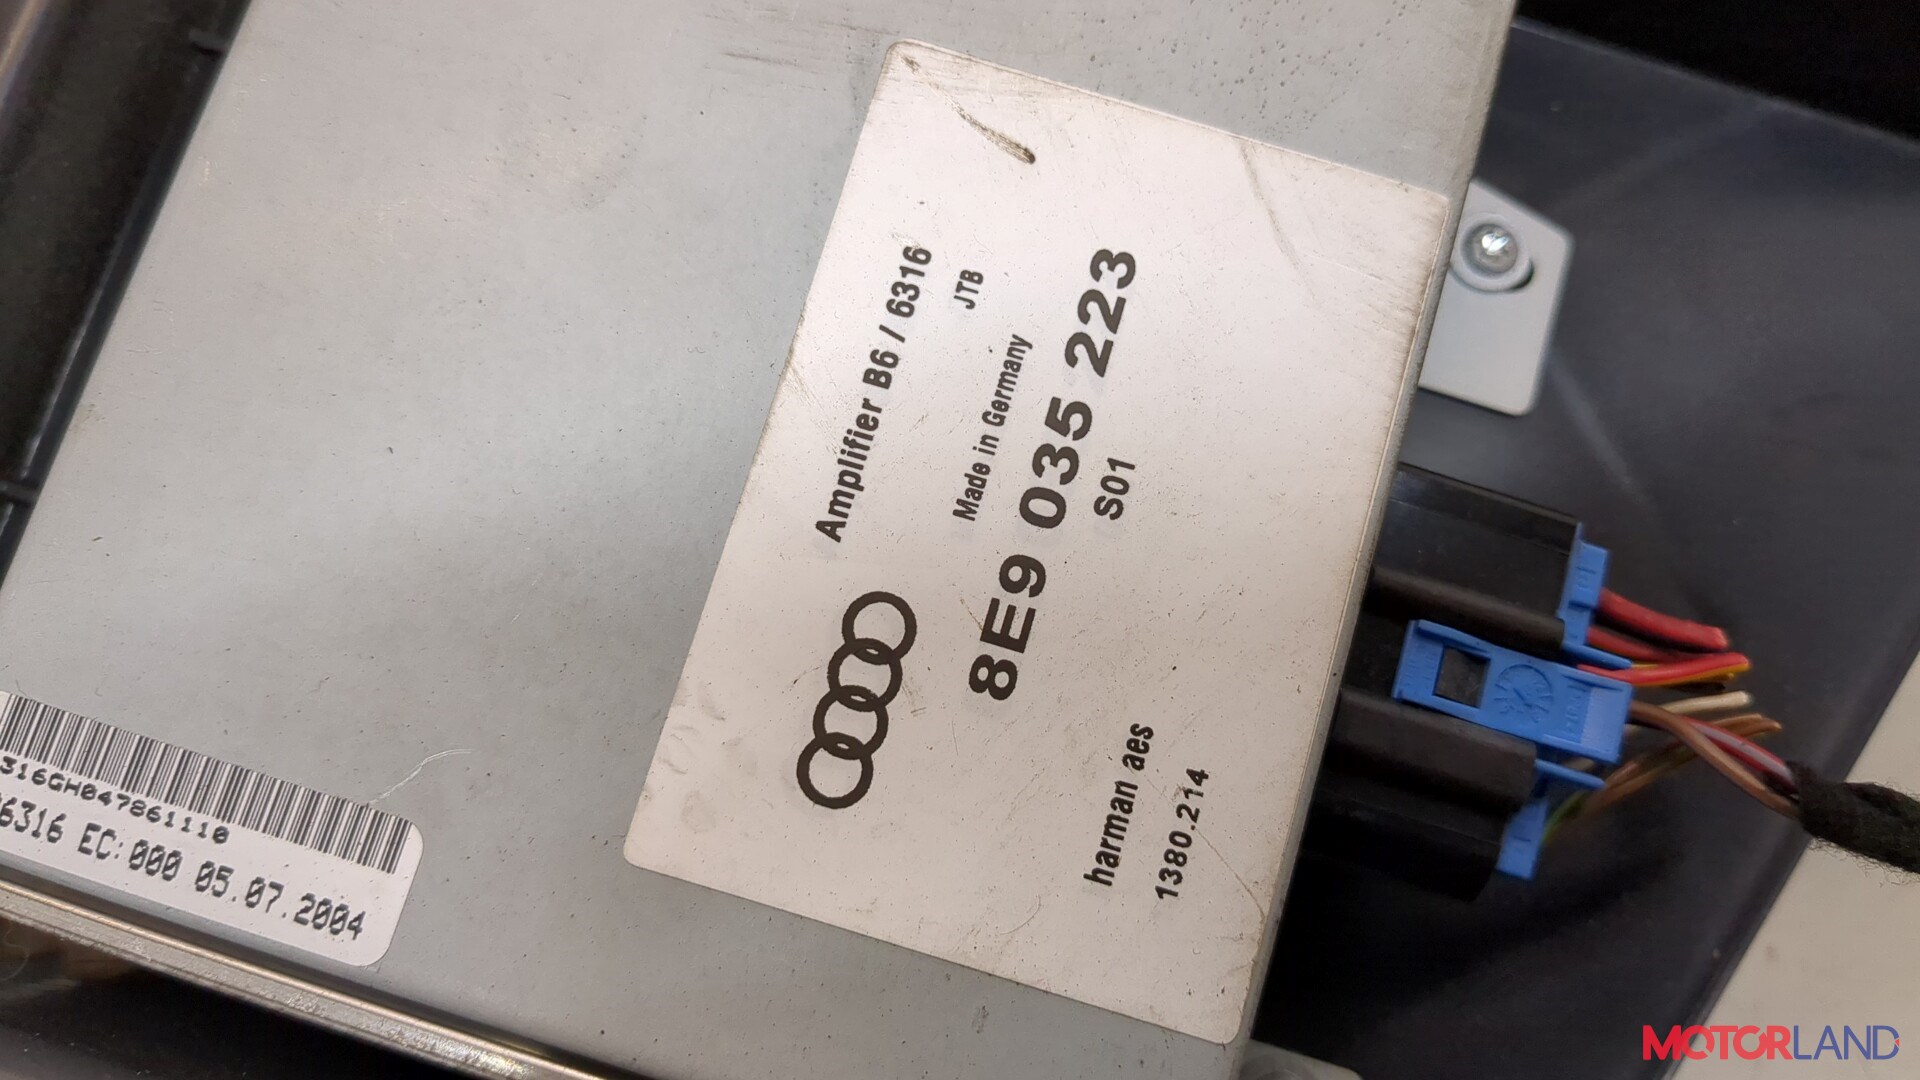 Amplifier B6 / 6316
JTB
Made in Germany
8E9 035 223
S01
harman aes
1380.214
316GH047861110
6316 EC:000 05.07.2004
MOTORLAND